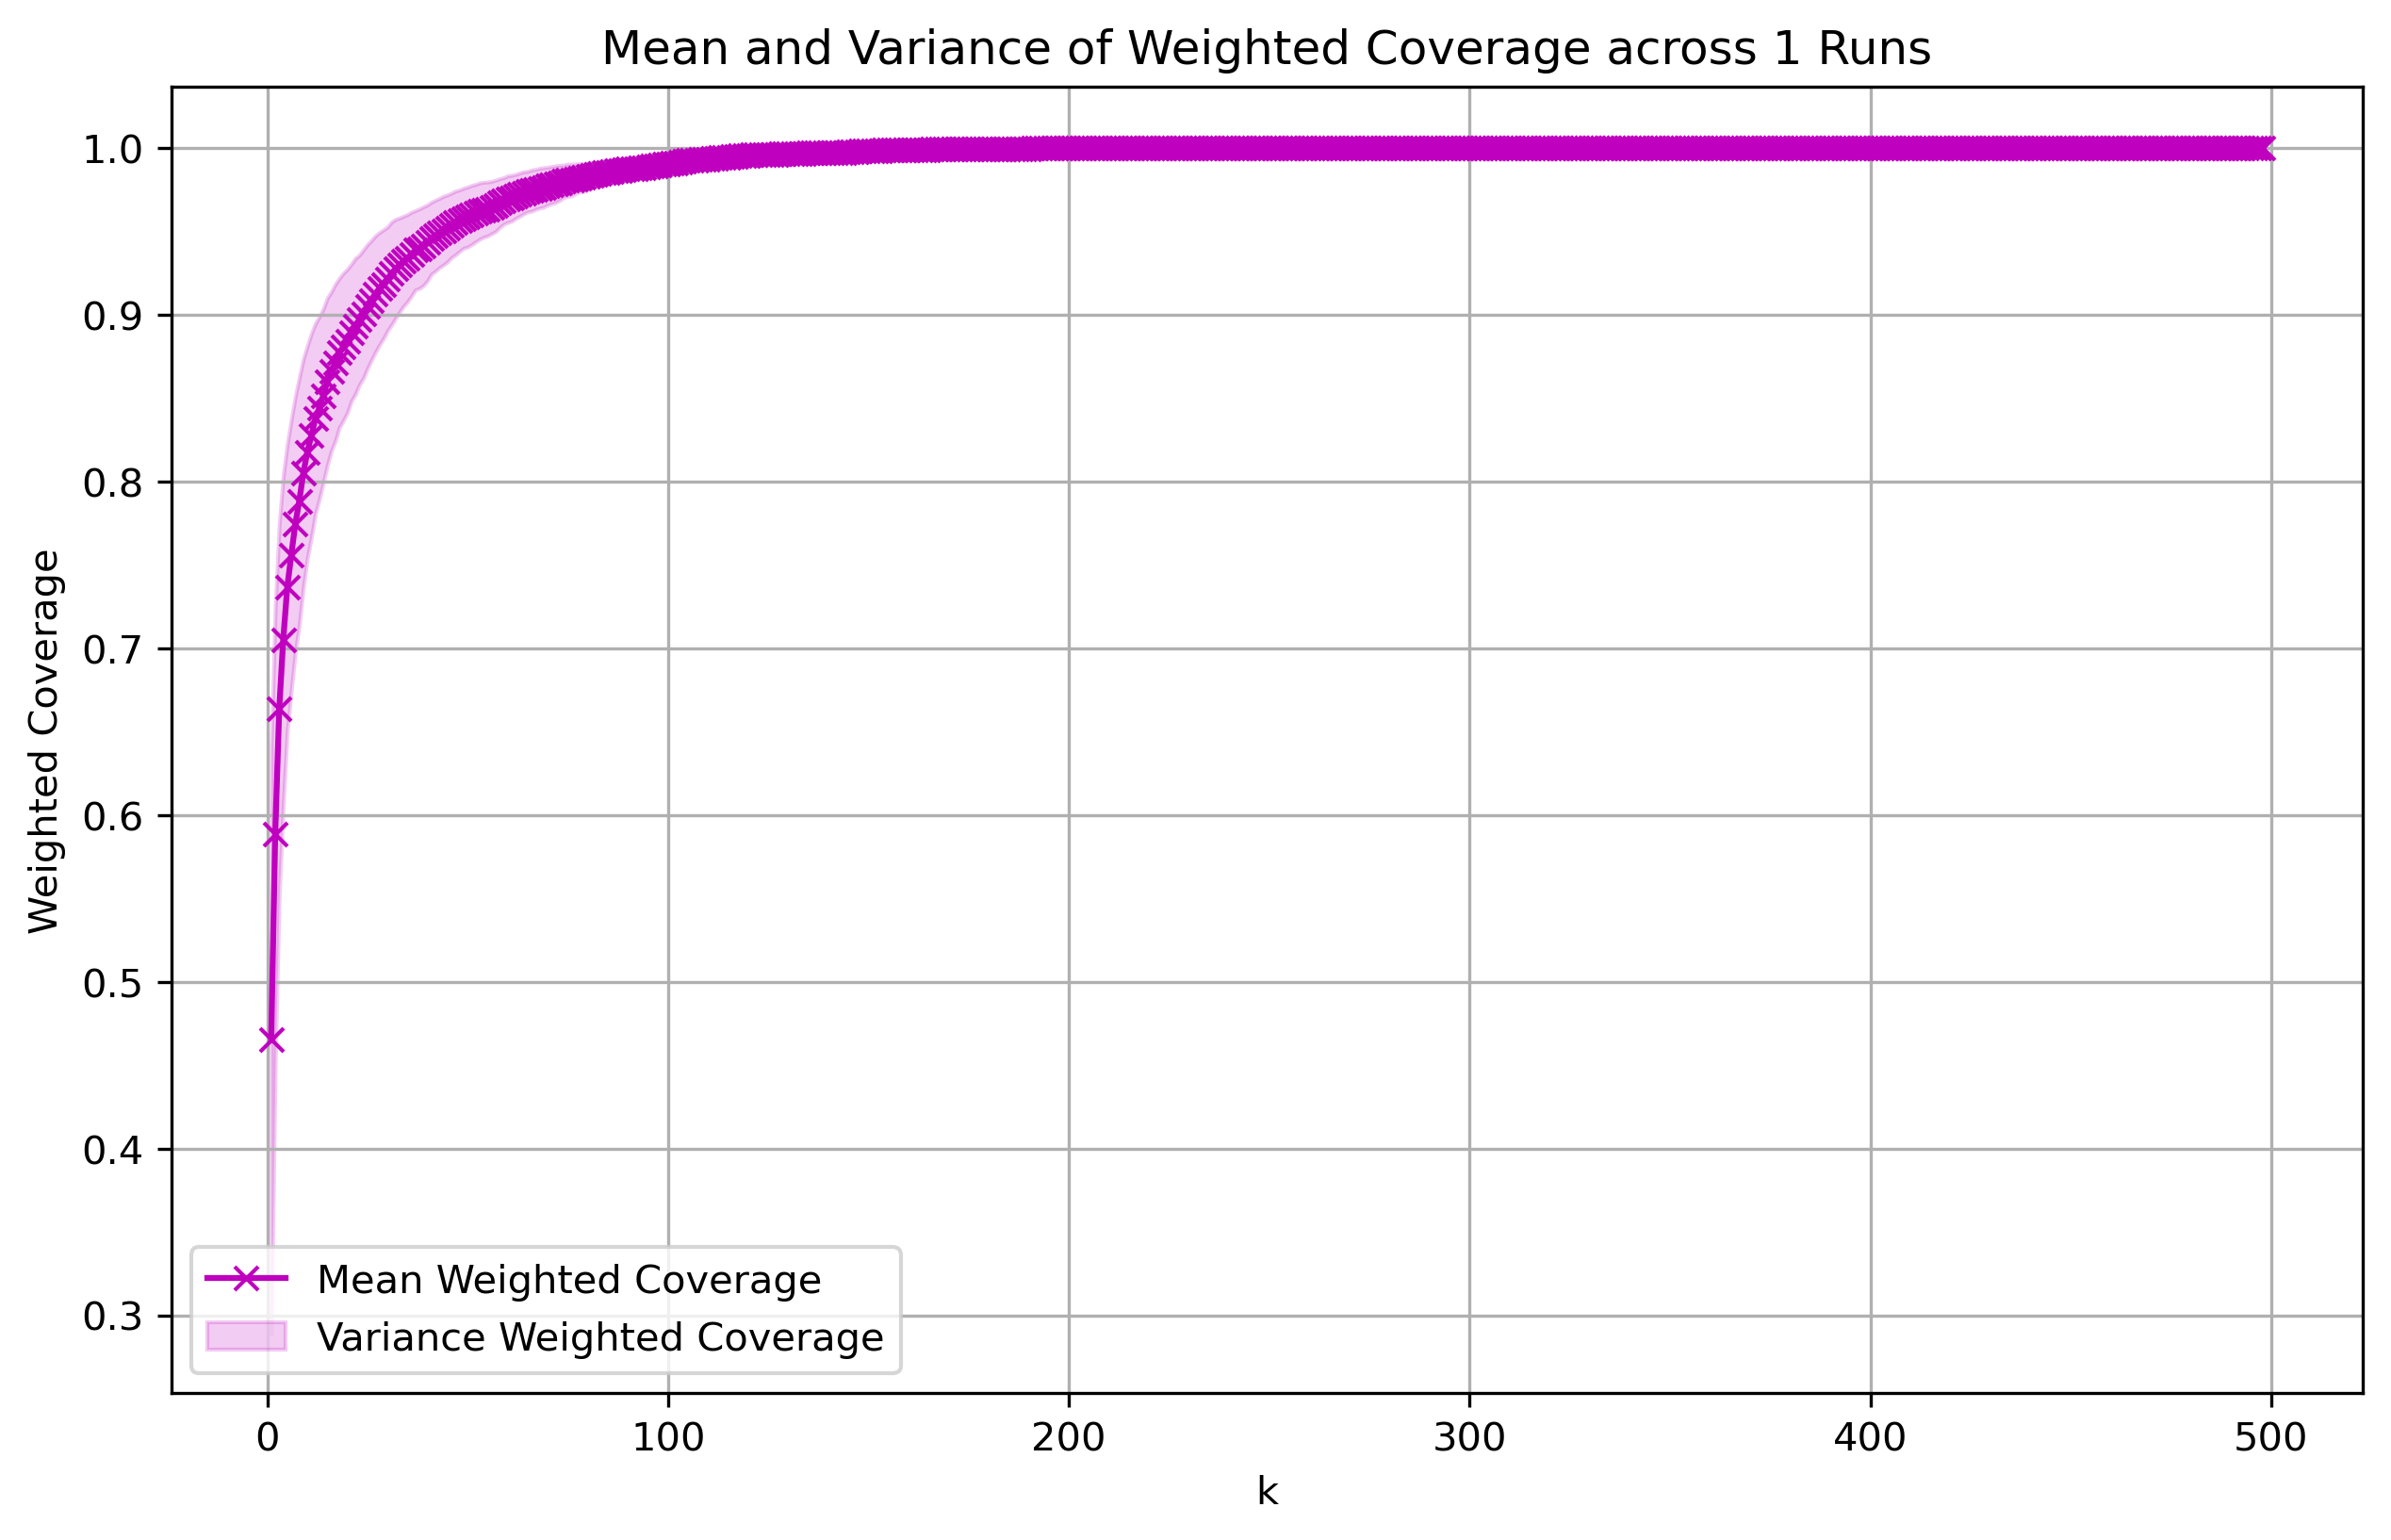 Mean and Variance of Weighted Coverage across 1 Runs
1.0
0.9
0.8
0.7
0.6
0.5
0.4
0.3
Weighted Coverage
Mean Weighted Coverage
Variance Weighted Coverage
0 100 200 300 400 500
k